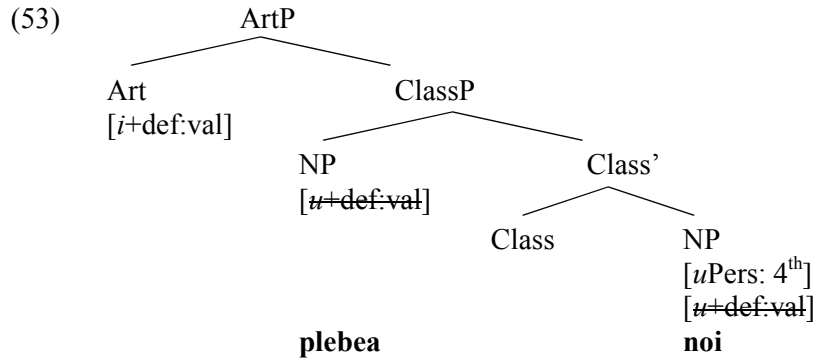 (53) ArtP
Art ClassP
[i+def:val]
NP Class’
[u+def:val]
Class NP
[uPers: 4th]
[u+def:val]
plebea noi